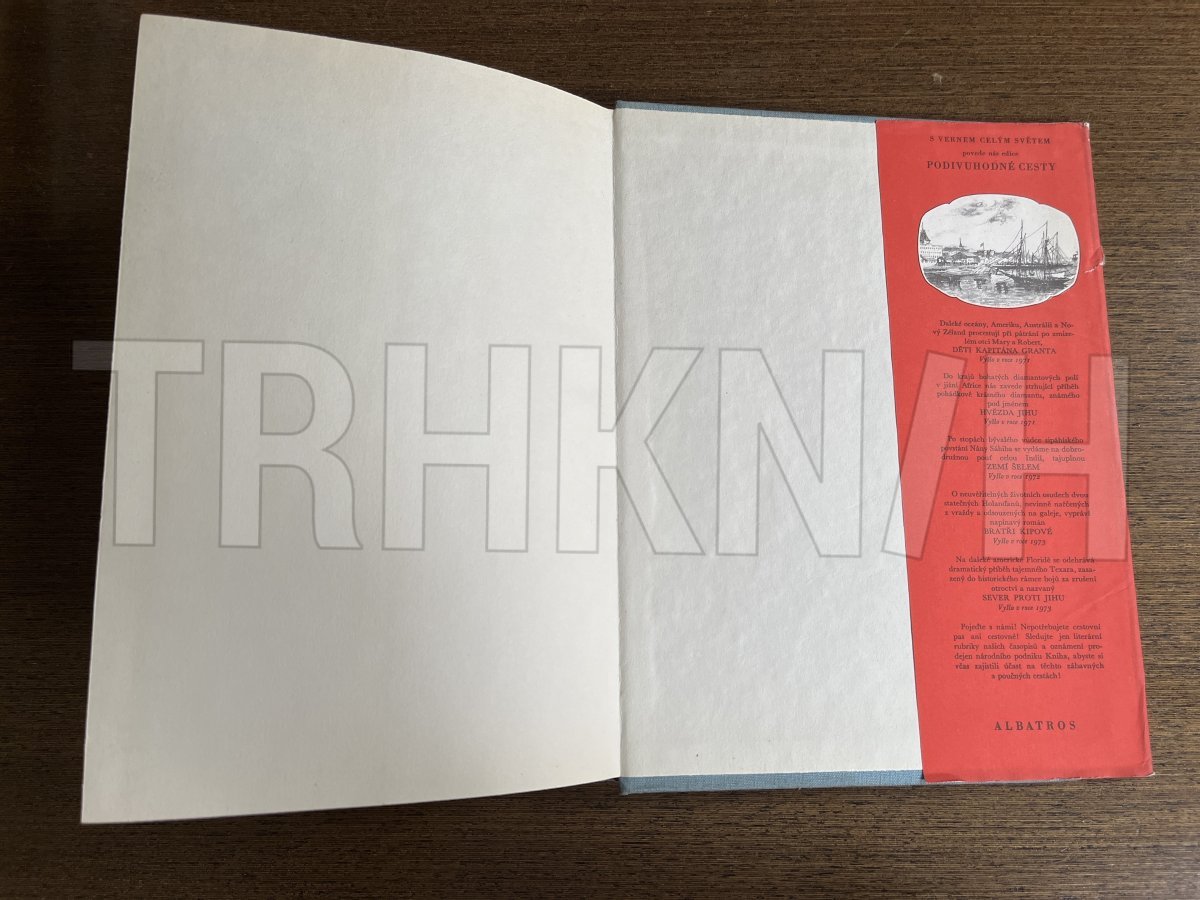 S VERNEM CELÝM SVĚTEM
povede nás edice
PODIVUHODNÉ CESTY
Daleké oceány, Ameriku, Austrálii a No-
vý Zéland procestují při pátrání po zmize-
lém otci Mary a Robert,
DĚTI KAPITÁNA GRANTA
Vyšlo v roce 1971
Do krajů bohatých diamantových polí
v jižní Africe nás zavede strhující příběh
pohádkově krásného diamantu, známého
pod jménem
HVĚZDA JIHU
Vyšlo v roce 1971
Po stopách bývalého vůdce sipáhiského
povstání Nány Sáhiba se vydáme na dobro-
družnou pouť celou Indií, tajuplnou
ZEMÍ ŠELEM
Vyšlo v roce 1972
O neuvěřitelných životních osudech dvou
statečných Holanďanů, nevinně nařčených
z vraždy a odsouzených na galeje, vypráví
napínavý román
BRATŘI KIPOVÉ
Vyšlo v roce 1973
Na daleké americké Floridě se odehrává
dramatický příběh tajemného Texara, zasa-
zený do historického rámce bojů za zrušení
otroctví a nazvaný
SEVER PROTI JIHU
Vyšlo v roce 1973
Pojeďte s námi! Nepotřebujete cestovní
pas ani cestovné! Sledujte jen literární
rubriky našich časopisů a oznámení pro-
dejen národního podniku Kniha, abyste si
včas zajistili účast na těchto zábavných
a poučných cestách!
ALBATROS
TRHKNIH